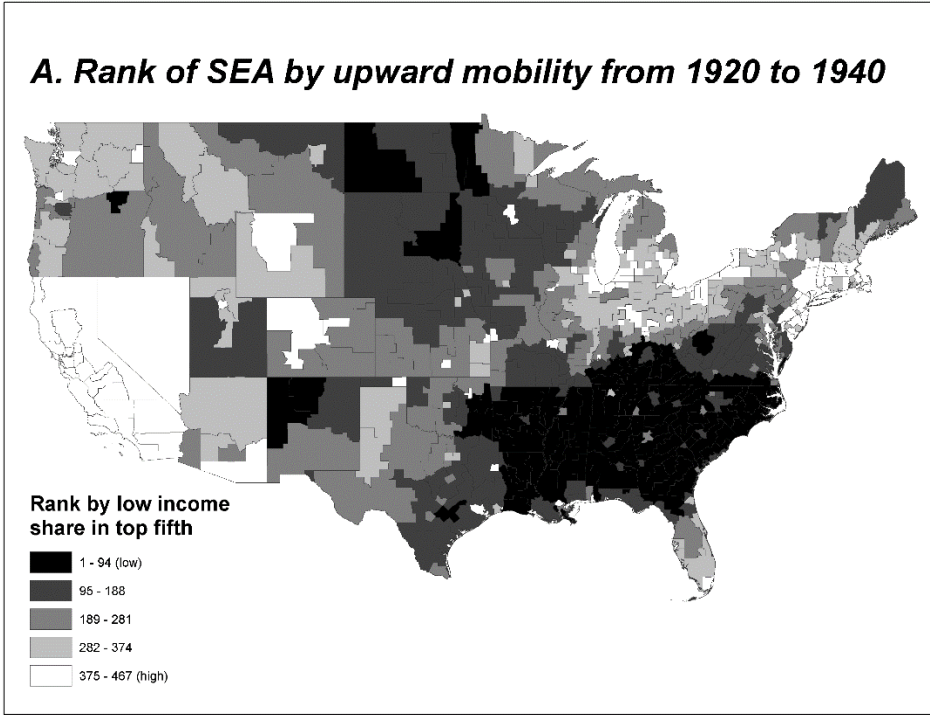 A. Rank of SEA by upward mobility from 1920 to 1940
Rank by low income
share in top fifth
1 - 94 (low)
95 - 188
189 - 281
282 - 374
375 - 467 (high)